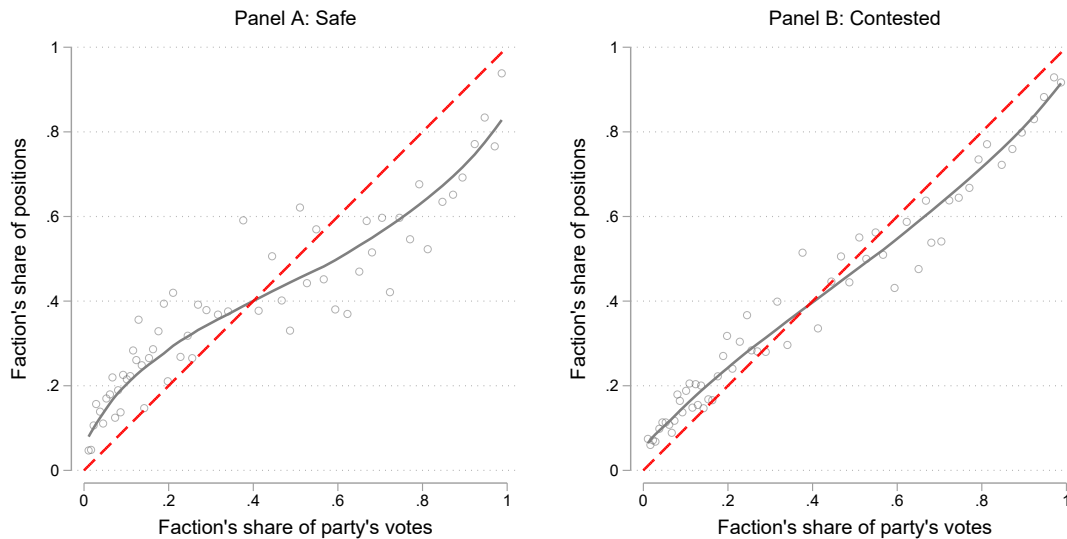 Panel A: Safe
Faction's share of positions
1
.8
.6
.4
.2
0
0 .2 .4 .6 .8 1
Faction's share of party's votes
Panel B: Contested
Faction's share of positions
1
.8
.6
.4
.2
0
0 .2 .4 .6 .8 1
Faction's share of party's votes